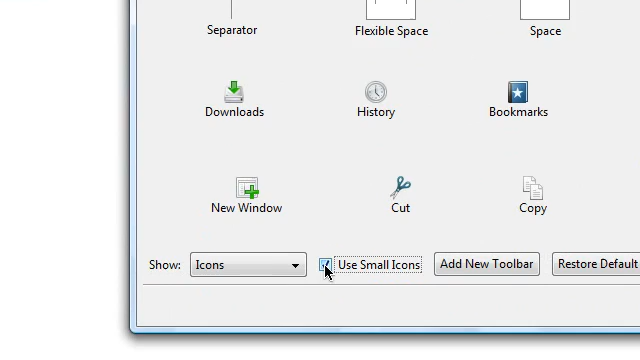 Separator
Flexible Space
Space
Downloads
History
Bookmarks
New Window
Cut
Copy
Show: Icons Use Small Icons Add New Toolbar Restore Default